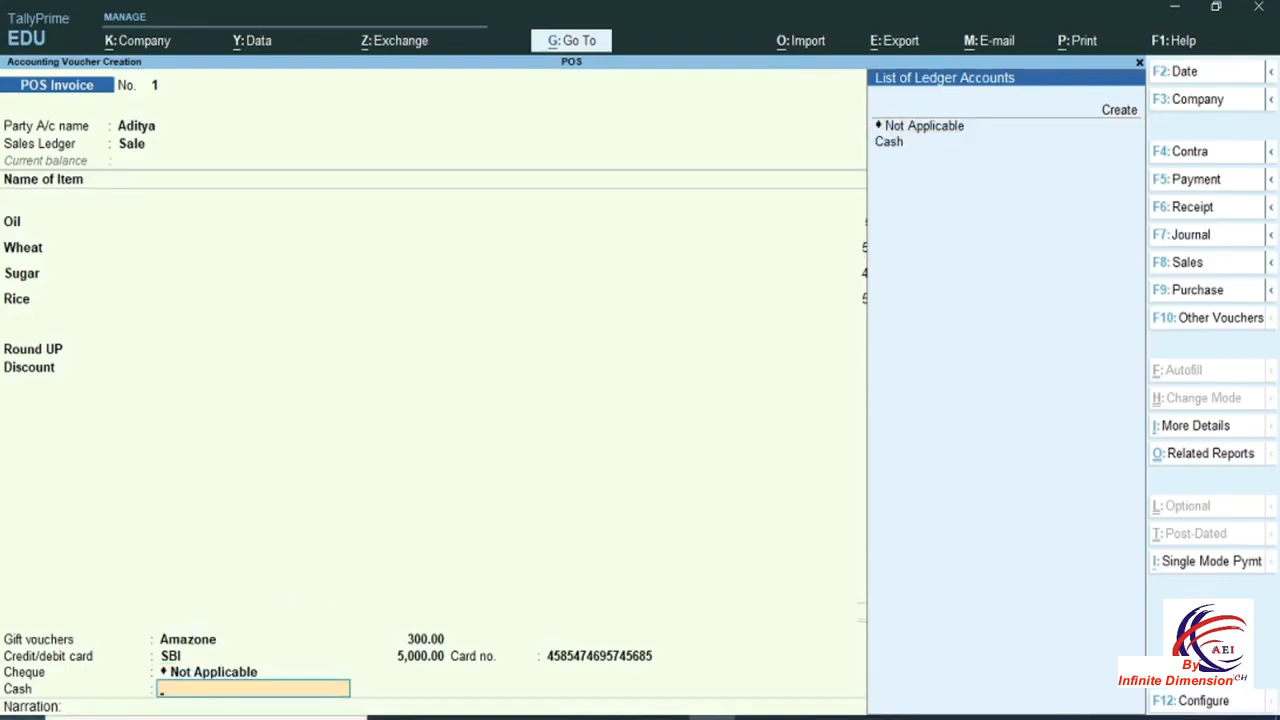 TallyPrime
EDU
MANAGE
K: Company
Y: Data
Z: Exchange
G: Go To
O: Import
E: Export
M: E-mail
P: Print
F1: Help
Accounting Voucher Creation
POS
POS Invoice No. 1
Party A/c name : Aditya
Sales Ledger : Sale
Current balance :
Name of Item
Oil
Wheat
Sugar
Rice
Round UP
Discount
Gift vouchers : Amazone 300.00
Credit/debit card : SBI 5,000.00 Card no. : 4585474695745685
Cheque : ♦ Not Applicable
Cash :
Narration:
List of Ledger Accounts
Create
♦ Not Applicable
Cash
F2: Date
F3: Company
F4: Contra
F5: Payment
F6: Receipt
F7: Journal
F8: Sales
F9: Purchase
F10: Other Vouchers
F: Autofill
H: Change Mode
I: More Details
O: Related Reports
L: Optional
T: Post-Dated
I: Single Mode Pymt
AEI
By
Infinite Dimension
F12: Configure